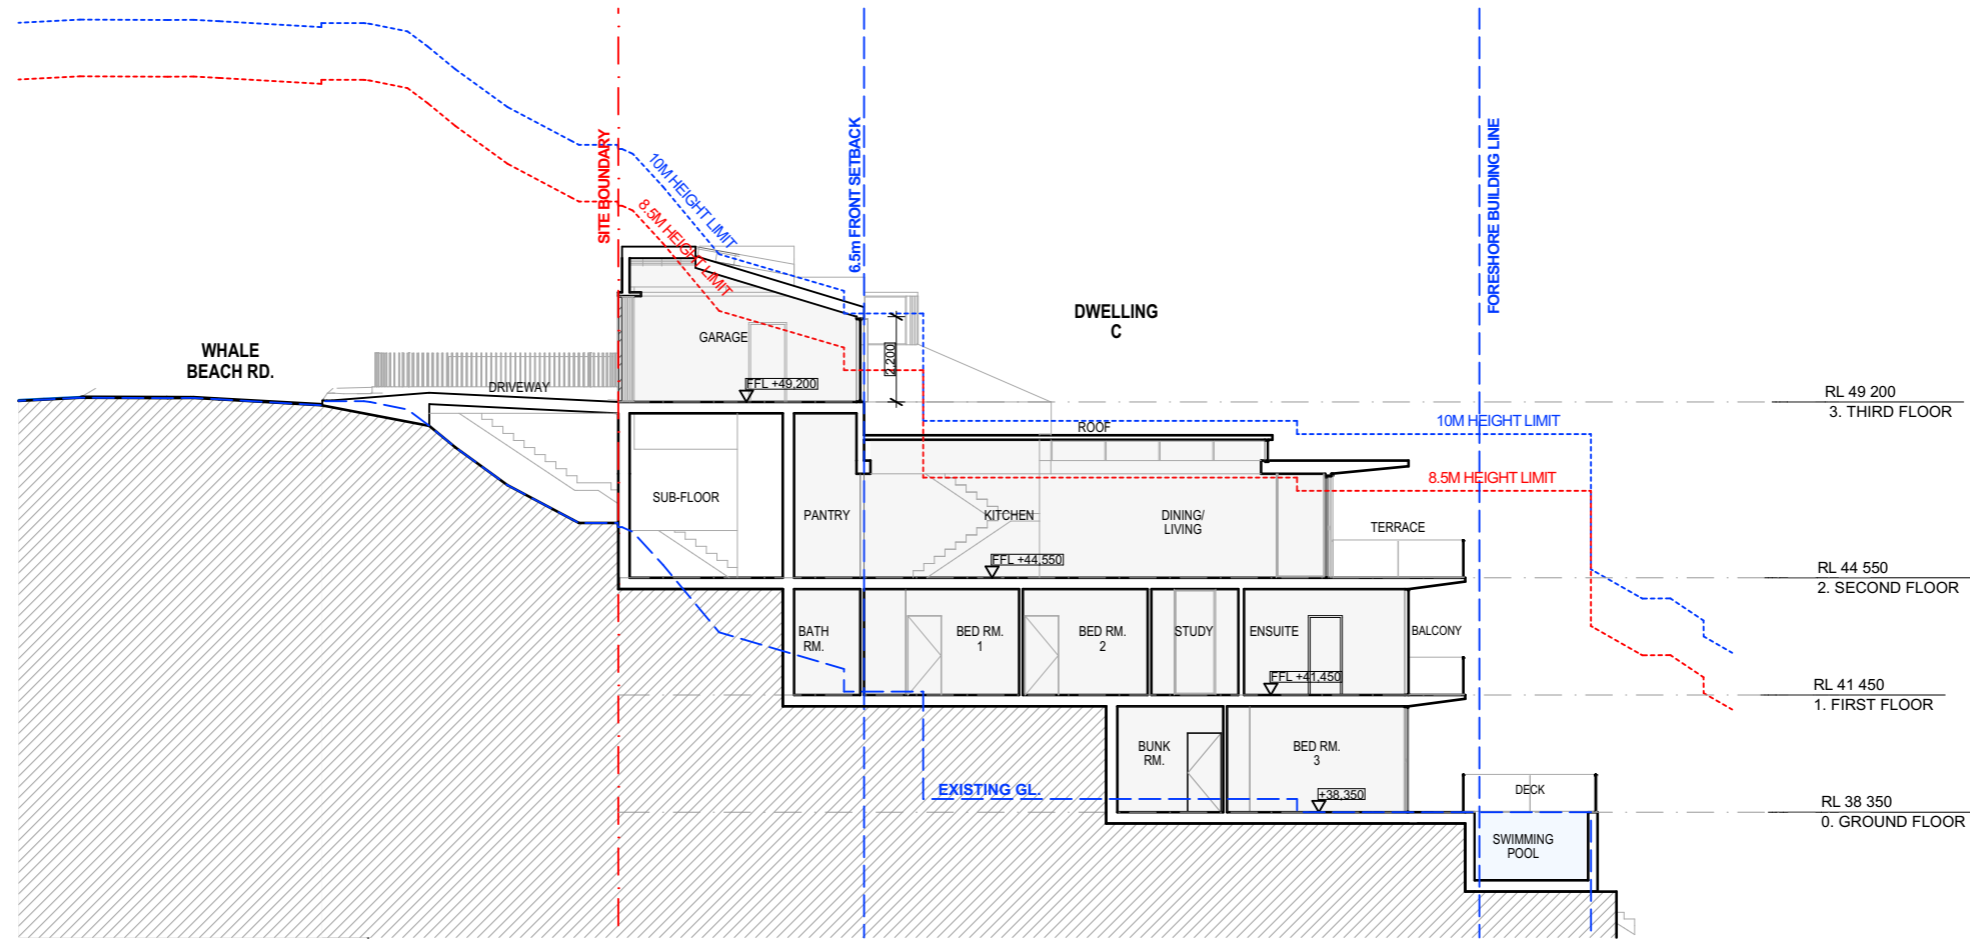 SITE BOUNDARY
10M HEIGHT LIMIT
8.5M HEIGHT LIMIT
6.5m FRONT SETBACK
FORESHORE BUILDING LINE
DWELLING
C
WHALE
BEACH RD.
DRIVEWAY
GARAGE
FFL +49,200
2,200
RL 49 200
3. THIRD FLOOR
10M HEIGHT LIMIT
ROOF
8.5M HEIGHT LIMIT
SUB-FLOOR
PANTRY
KITCHEN
DINING/
LIVING
TERRACE
FFL +44,550
RL 44 550
2. SECOND FLOOR
BATH
RM.
BED RM.
1
BED RM.
2
STUDY
ENSUITE
BALCONY
FFL +41,450
RL 41 450
1. FIRST FLOOR
BUNK
RM.
BED RM.
3
EXISTING GL.
+38,350
DECK
RL 38 350
0. GROUND FLOOR
SWIMMING
POOL